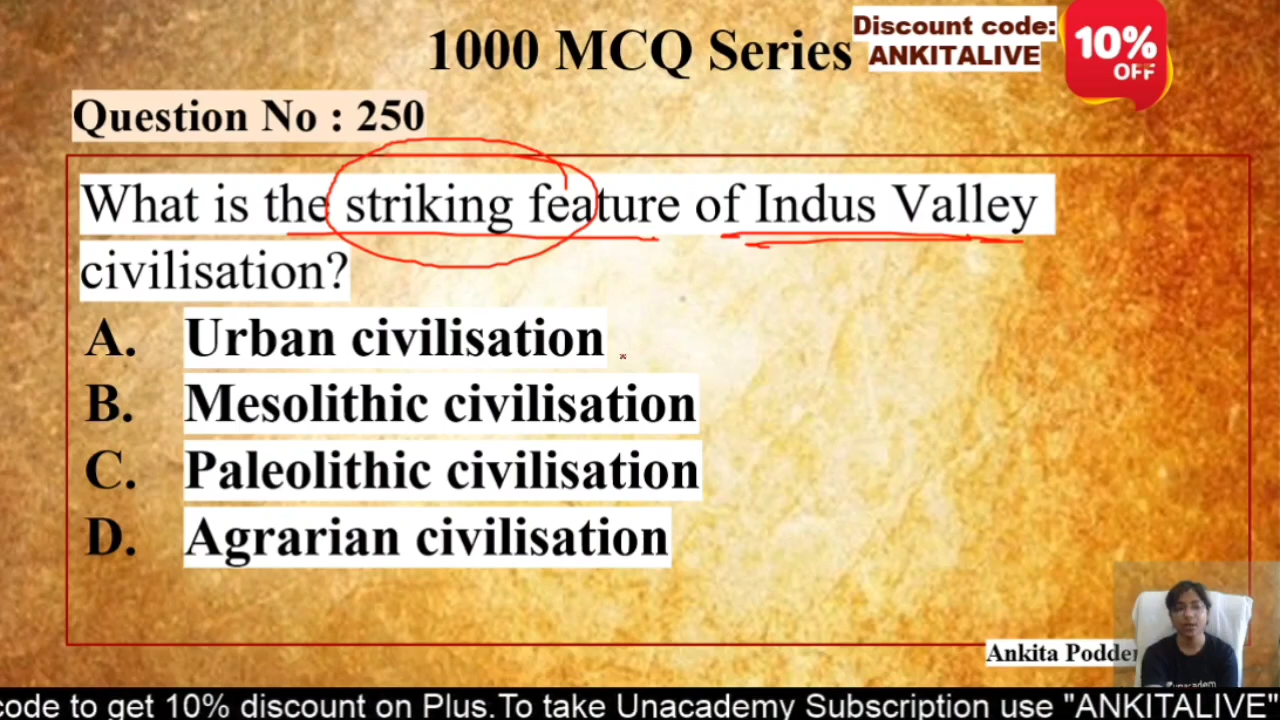 1000 MCQ Series
Discount code:
ANKITALIVE
10%
OFF
Question No : 250
What is the striking feature of Indus Valley
civilisation?
A. Urban civilisation
B. Mesolithic civilisation
C. Paleolithic civilisation
D. Agrarian civilisation
Ankita Podder
code to get 10% discount on Plus.To take Unacademy Subscription use "ANKITALIVE"